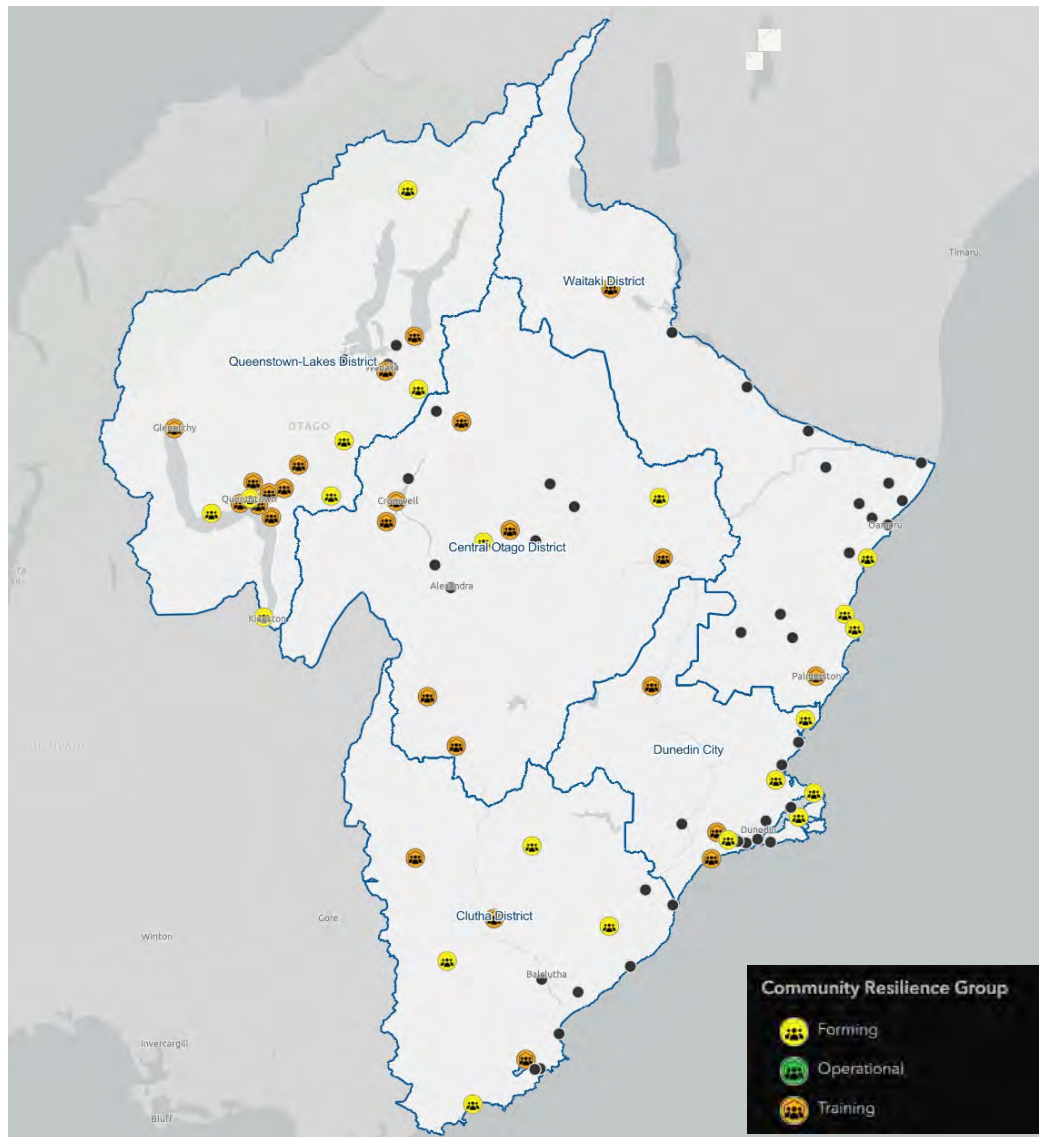 Timaru
Waitaki District
Queenstown-Lakes District
Wanaka
Glenorchy
OTAGO
Queenstown
Cromwell
Central Otago District
Oamaru
Alexandra
Kingston
Palmerston
Dunedin City
Dunedin
Gore
Clutha District
Winton
Balclutha
Invercargill
Bluff
Community Resilience Group
Forming
Operational
Training